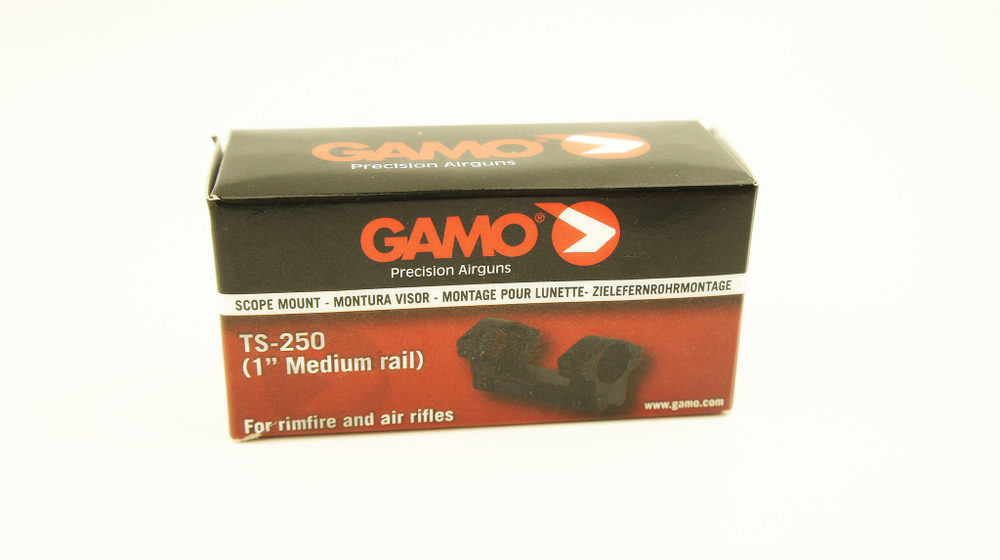 GAMO
Precision Airguns
GAMO®
Precision Airguns
SCOPE MOUNT - MONTURA VISOR - MONTAGE POUR LUNETTE- ZIELEFERNROHRMONTAGE
TS-250
(1” Medium rail)
For rimfire and air rifles
www.gamo.com